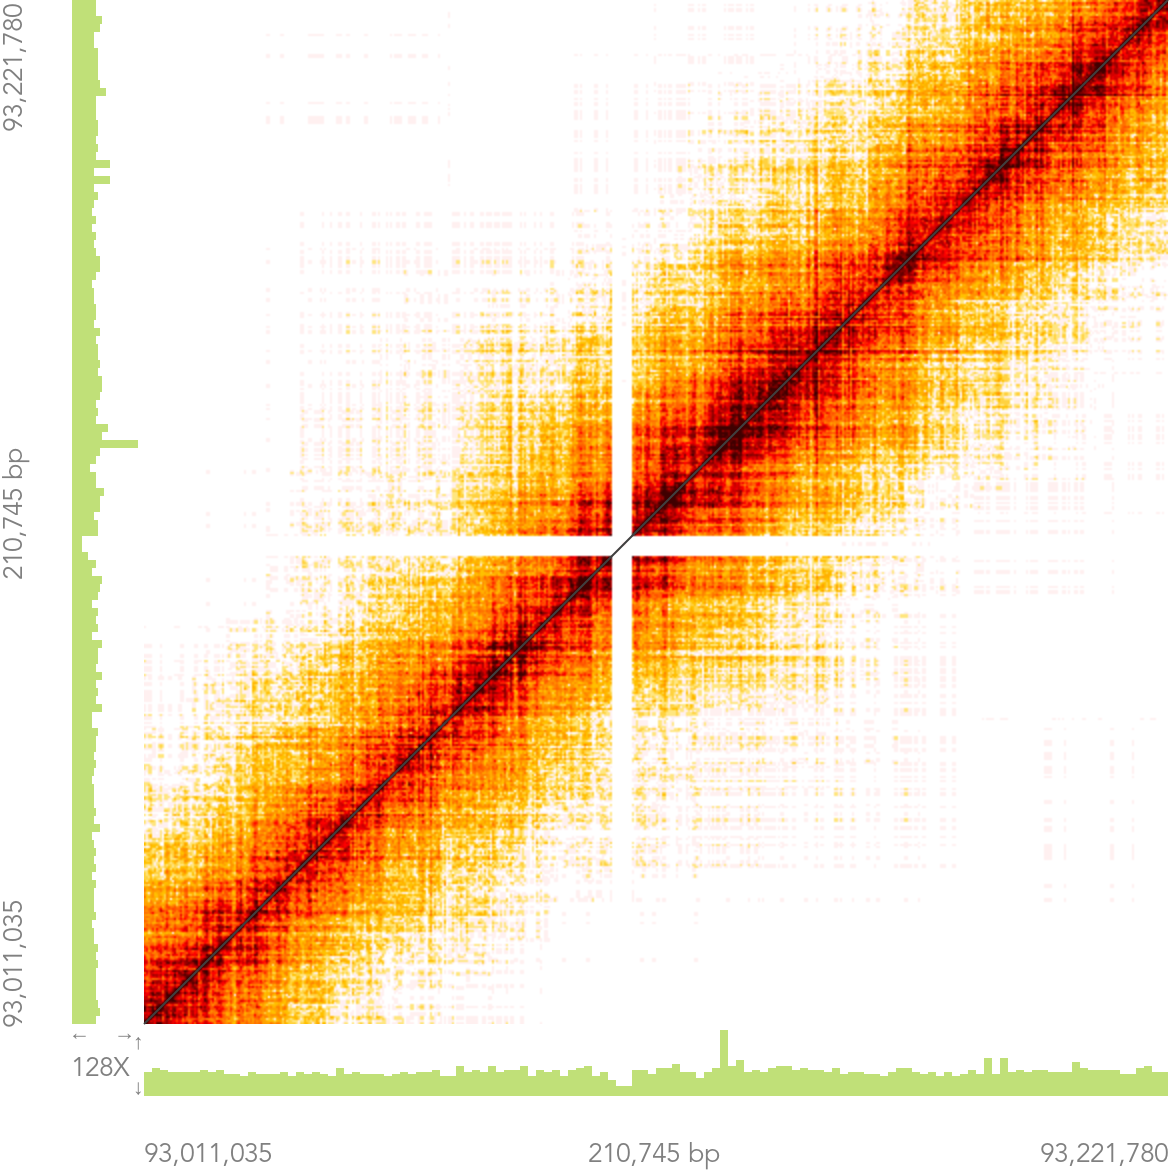 93,221,780
210,745 bp
93,011,035
← →
↑
128X
↓
93,011,035 210,745 bp 93,221,780